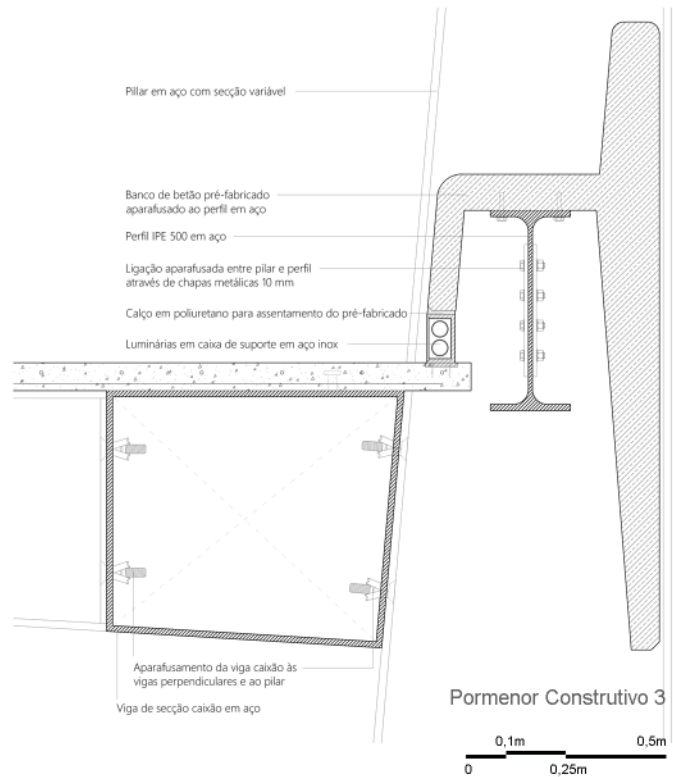 Pillar em aço com secção variável
Banco de betão pré-fabricado
aparafusado ao perfil em aço
Perfil IPE 500 em aço
Ligação aparafusada entre pilar e perfil
através de chapas metálicas 10 mm
Calço em poliuretano para assentamento do pré-fabricado
Luminárias em caixa de suporte em aço inox
Aparafusamento da viga caixão às
vigas perpendiculares e ao pilar
Viga de secção caixão em aço
Pormenor Construtivo 3
0,1m 0,5m
0 0,25m